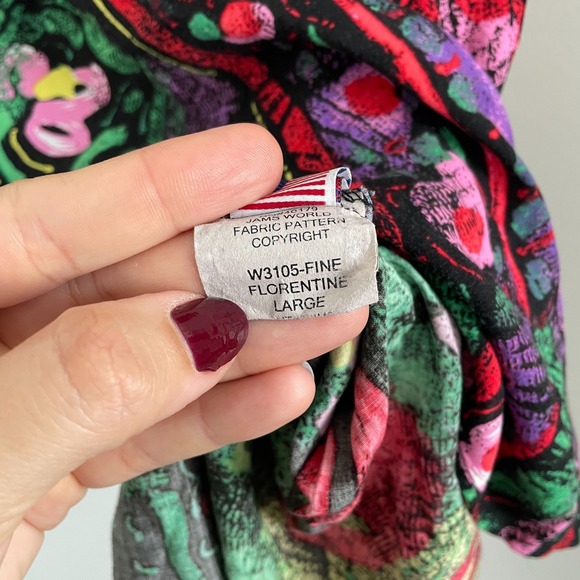 JAMS WORLD
FABRIC PATTERN
COPYRIGHT
W3105-FINE
FLORENTINE
LARGE